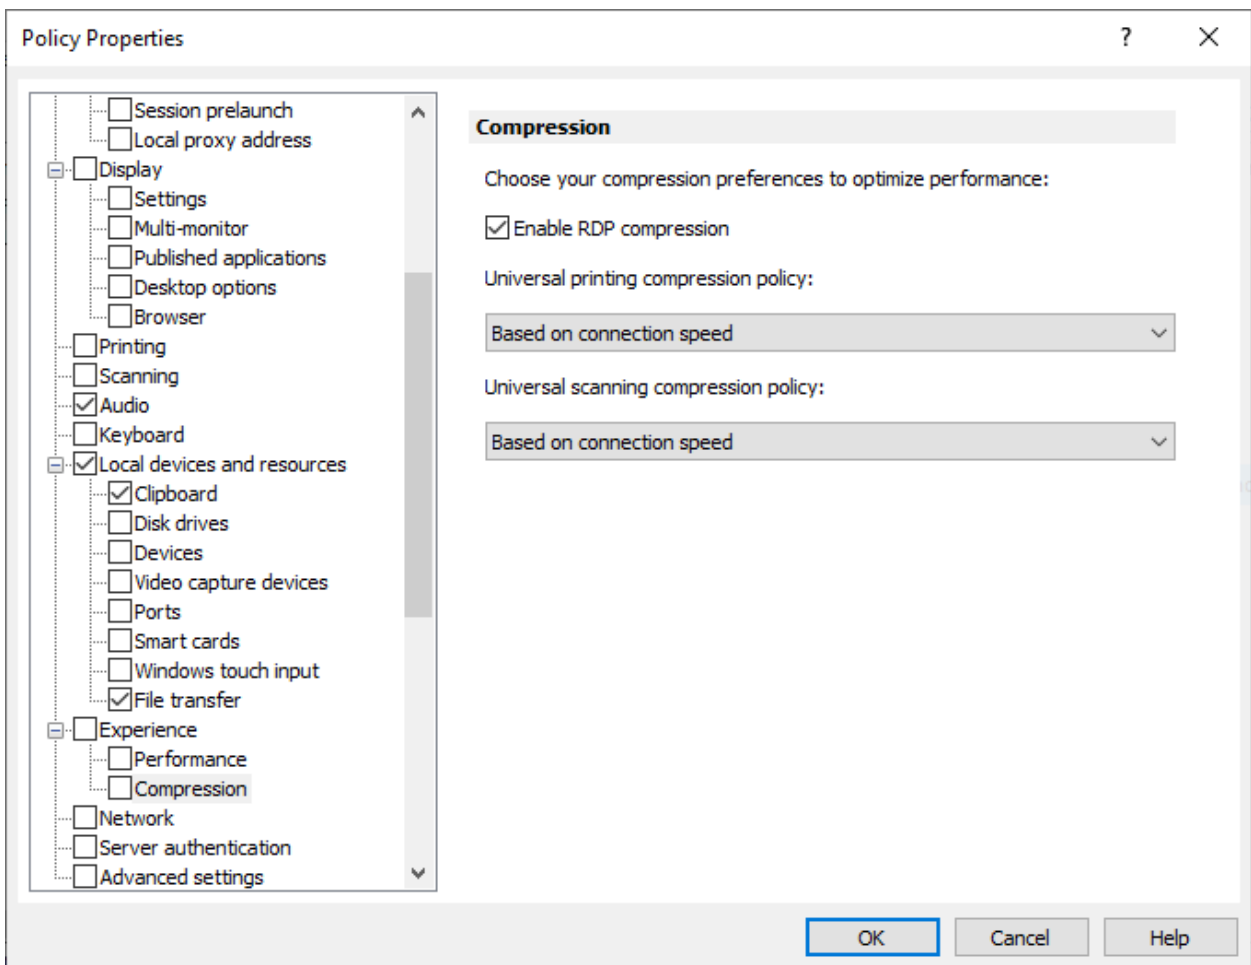 Policy Properties
?
Session prelaunch
Local proxy address
Display
Settings
Multi-monitor
Published applications
Desktop options
Browser
Printing
Scanning
Audio
Keyboard
Local devices and resources
Clipboard
Disk drives
Devices
Video capture devices
Ports
Smart cards
Windows touch input
File transfer
Experience
Performance
Compression
Network
Server authentication
Advanced settings
Compression
Choose your compression preferences to optimize performance:
Enable RDP compression
Universal printing compression policy:
Based on connection speed
Universal scanning compression policy:
Based on connection speed
OK
Cancel
Help